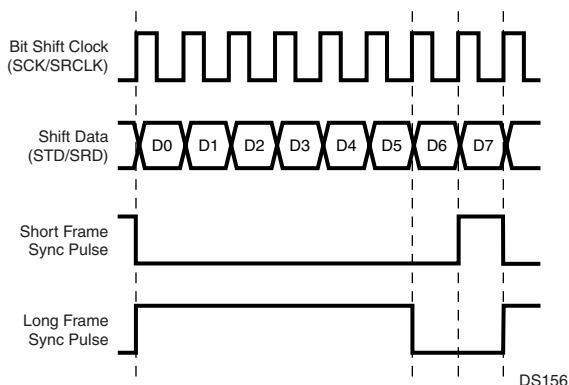 Bit Shift Clock
(SCK/SRCLK)
Shift Data
(STD/SRD)
D0 D1 D2 D3 D4 D5 D6 D7
Short Frame
Sync Pulse
Long Frame
Sync Pulse
DS156